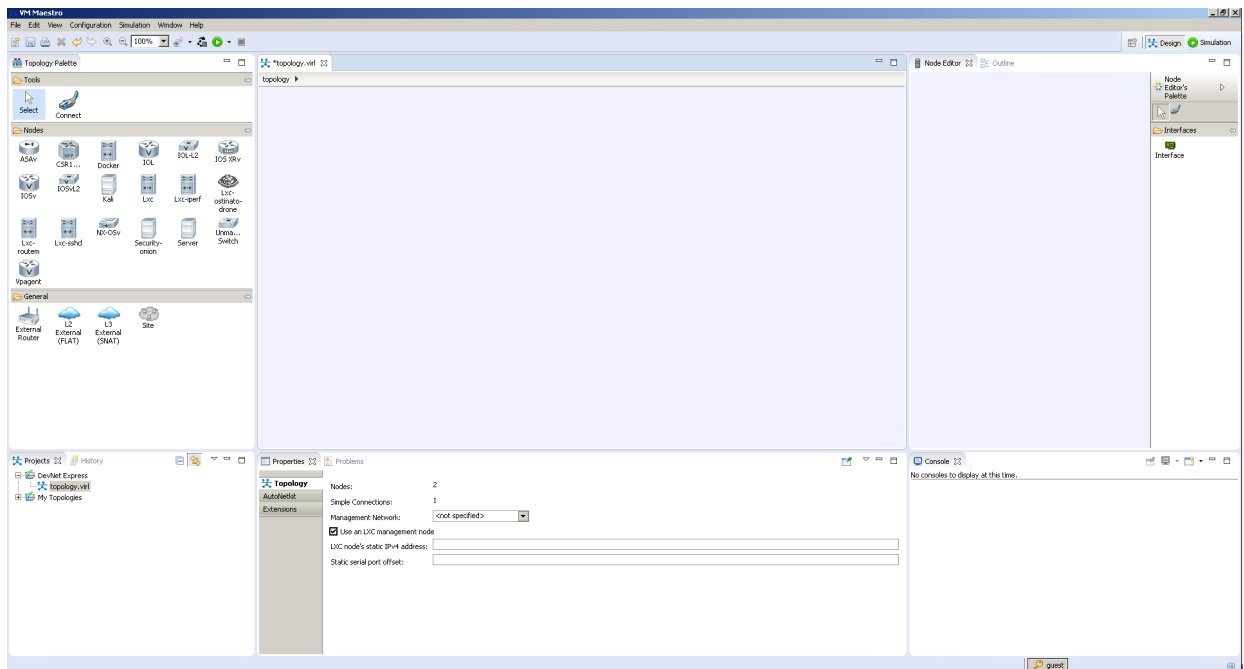 VM Maestro
File Edit View Configuration Simulation Window Help
100%
Design Simulation
Topology Palette
Tools
Select
Connect
Nodes
ASAv CSR1... Docker IOL IOL-L2 IOS XRv
IOSv IOSvL2 Kali Lxc Lxc-iperf Lxc-
ostinato-
drone
Lxc-
routem
Lxc-sshd NX-OSv Security-
onion
Server Unma...
Switch
Vpagent
General
External
Router
L2
External
(FLAT)
L3
External
(SNAT)
Site
*topology.virl
topology
Node Editor Outline
Node
Editor's
Palette
Interfaces
Interface
Projects History
DevNet Express
topology.virl
My Topologies
Properties Problems
Topology
AutoNetkit
Extensions
Nodes: 2
Simple Connections: 1
Management Network: <not specified>
Use an LXC management node
LXC node's static IPv4 address:
Static serial port offset:
Console
No consoles to display at this time.
guest